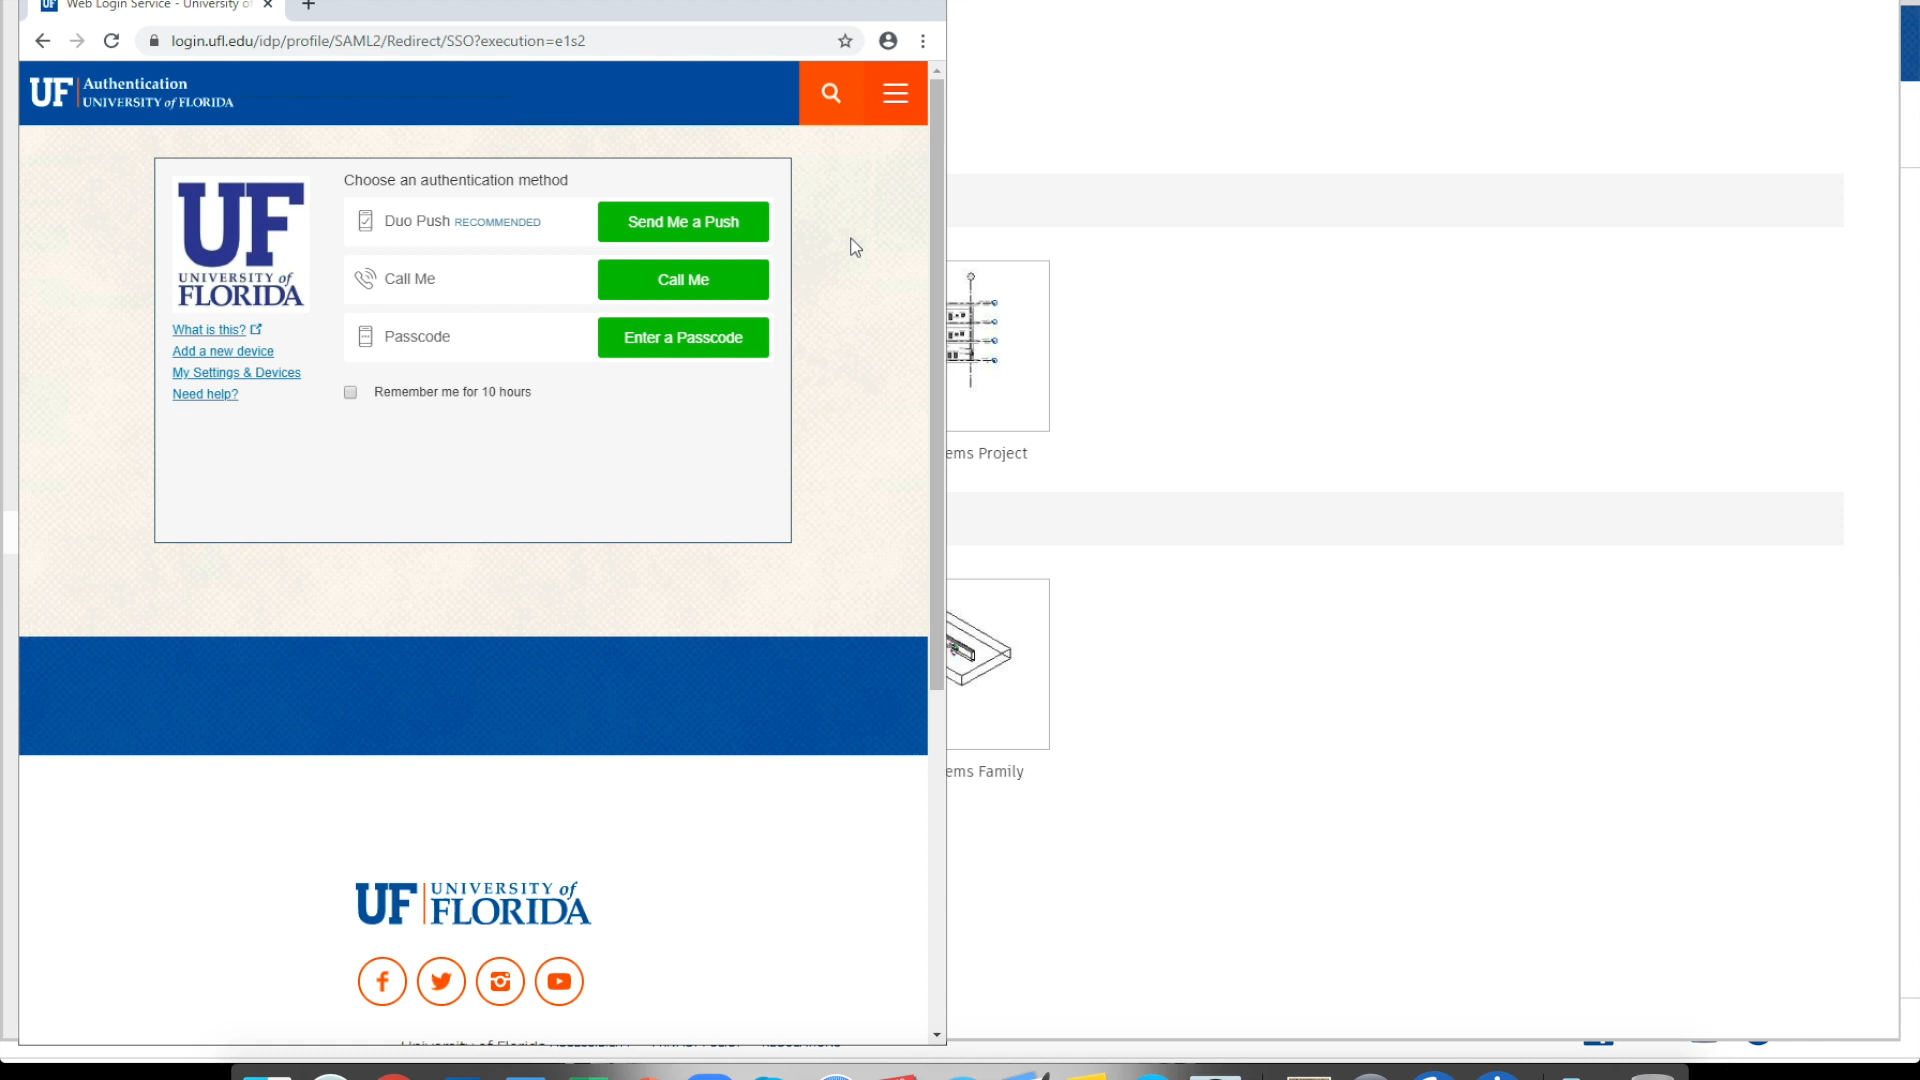 UF Web Login Service - University of
login.ufl.edu/idp/profile/SAML2/Redirect/SSO?execution=e1s2
UF Authentication
UNIVERSITY of FLORIDA
UF
UNIVERSITY of
FLORIDA
What is this?
Add a new device
My Settings & Devices
Need help?
Choose an authentication method
Duo Push RECOMMENDED
Send Me a Push
Call Me
Call Me
Passcode
Enter a Passcode
Remember me for 10 hours
ems Project
ems Family
UF UNIVERSITY of
FLORIDA